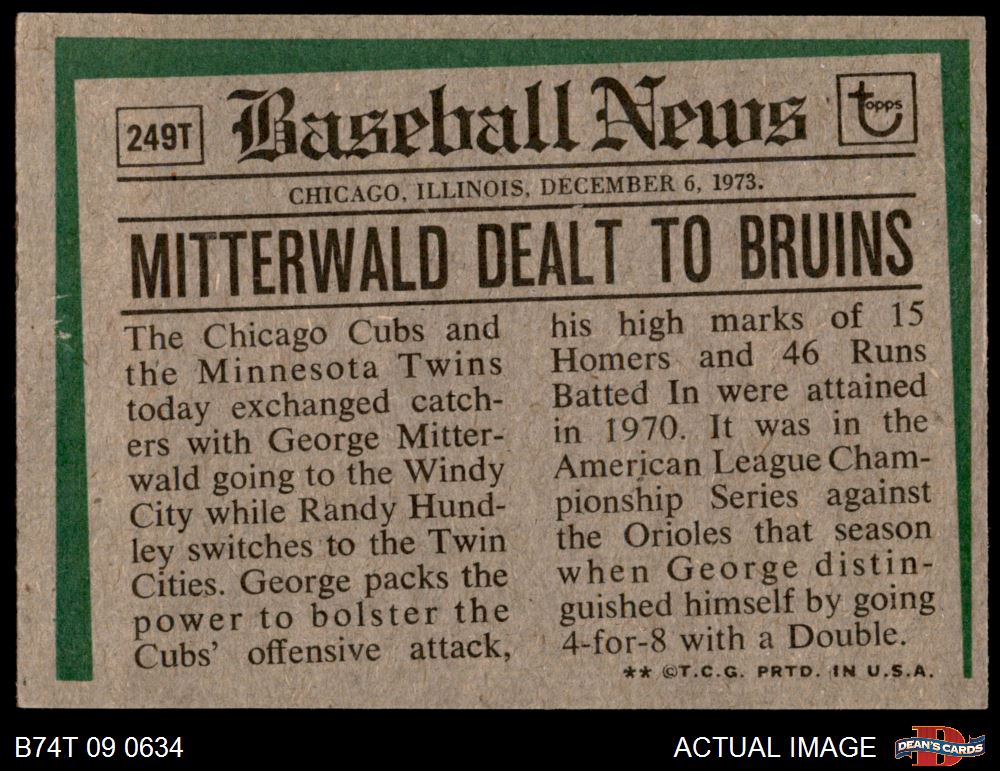 249T
Baseball News
Topps
CHICAGO, ILLINOIS, DECEMBER 6, 1973.
MITTERWALD DEALT TO BRUINS
The Chicago Cubs and
the Minnesota Twins
today exchanged catch-
ers with George Mitter-
wald going to the Windy
City while Randy Hund-
ley switches to the Twin
Cities. George packs the
power to bolster the
Cubs' offensive attack,
his high marks of 15
Homers and 46 Runs
Batted In were attained
in 1970. It was in the
American League Cham-
pionship Series against
the Orioles that season
when George distin-
guished himself by going
4-for-8 with a Double.
** ©T.C.G. PRTD. IN U.S.A.
B74T 09 0634
ACTUAL IMAGE
D
DEAN'S CARDS